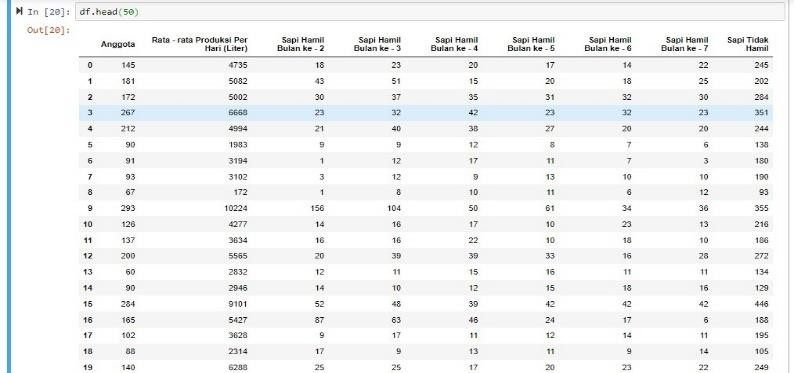 In [20]: df.head(50)
Out[20]:
Anggota Rata - rata Produksi Per Hari (Liter) Sapi Hamil Bulan ke - 2 Sapi Hamil Bulan ke - 3 Sapi Hamil Bulan ke - 4 Sapi Hamil Bulan ke - 5 Sapi Hamil Bulan ke - 6 Sapi Hamil Bulan ke - 7 Sapi Tidak Hamil
0 145 4735 18 23 20 17 14 22 245
1 181 5082 43 51 15 20 18 25 202
2 172 5002 30 37 35 31 32 30 284
3 267 6668 23 32 42 23 32 23 351
4 212 4994 21 40 38 27 20 20 244
5 90 1983 9 9 12 8 7 6 138
6 91 3194 1 12 17 11 7 3 180
7 93 3102 3 12 9 13 10 10 190
8 67 172 1 8 10 11 6 12 93
9 293 10224 156 104 50 61 34 36 355
10 126 4277 14 16 17 10 23 13 216
11 137 3634 16 16 22 10 18 10 186
12 200 5565 20 39 39 33 16 28 272
13 60 2832 12 11 15 16 11 11 134
14 90 2946 14 10 12 15 18 16 129
15 284 9101 52 48 39 42 42 42 446
16 165 5427 87 63 46 24 17 6 188
17 102 3628 9 17 11 12 14 11 195
18 88 2314 17 9 13 11 9 14 105
19 140 6288 25 25 17 20 23 22 249